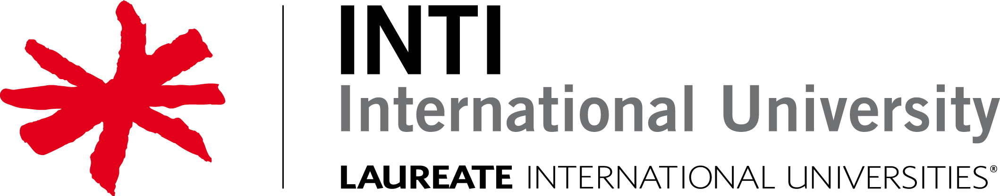 INTI
International University
LAUREATE INTERNATIONAL UNIVERSITIES®